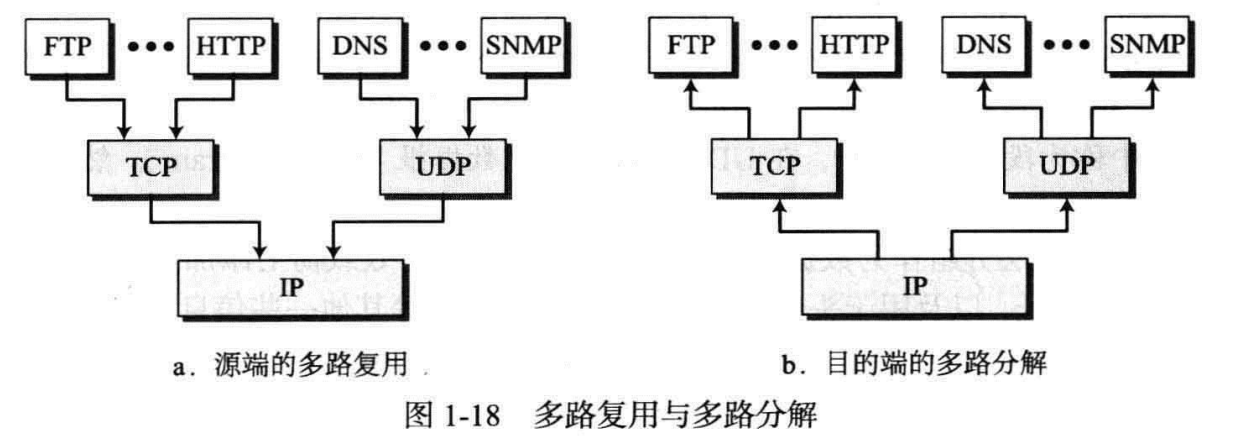 FTP ••• HTTP DNS ••• SNMP FTP ••• HTTP DNS ••• SNMP
TCP UDP TCP UDP
IP IP
a. 源端的多路复用 b. 目的端的多路分解
图 1-18 多路复用与多路分解